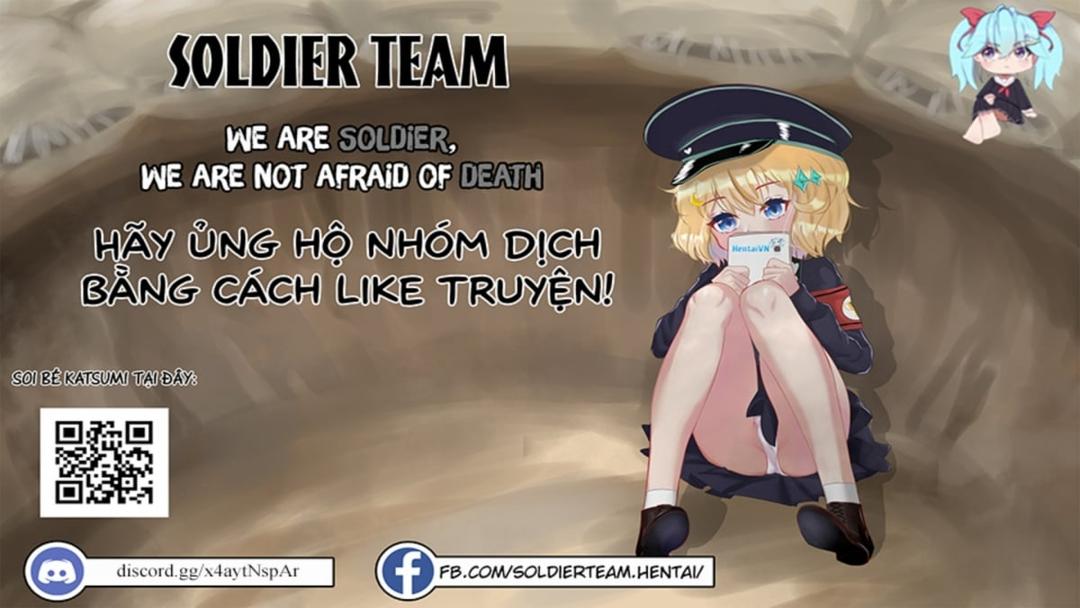 SOLDIER TEAM
WE ARE SOLDIER,
WE ARE NOT AFRAID OF DEATH
HÃY ỦNG HỘ NHÓM DỊCH
BẰNG CÁCH LIKE TRUYỆN!
HentaiVN
SOI BÉ KATSUMI TẠI ĐÂY:
discord.gg/x4aytNspAr
FB.COM/SOLDIERTEAM.HENTAI/